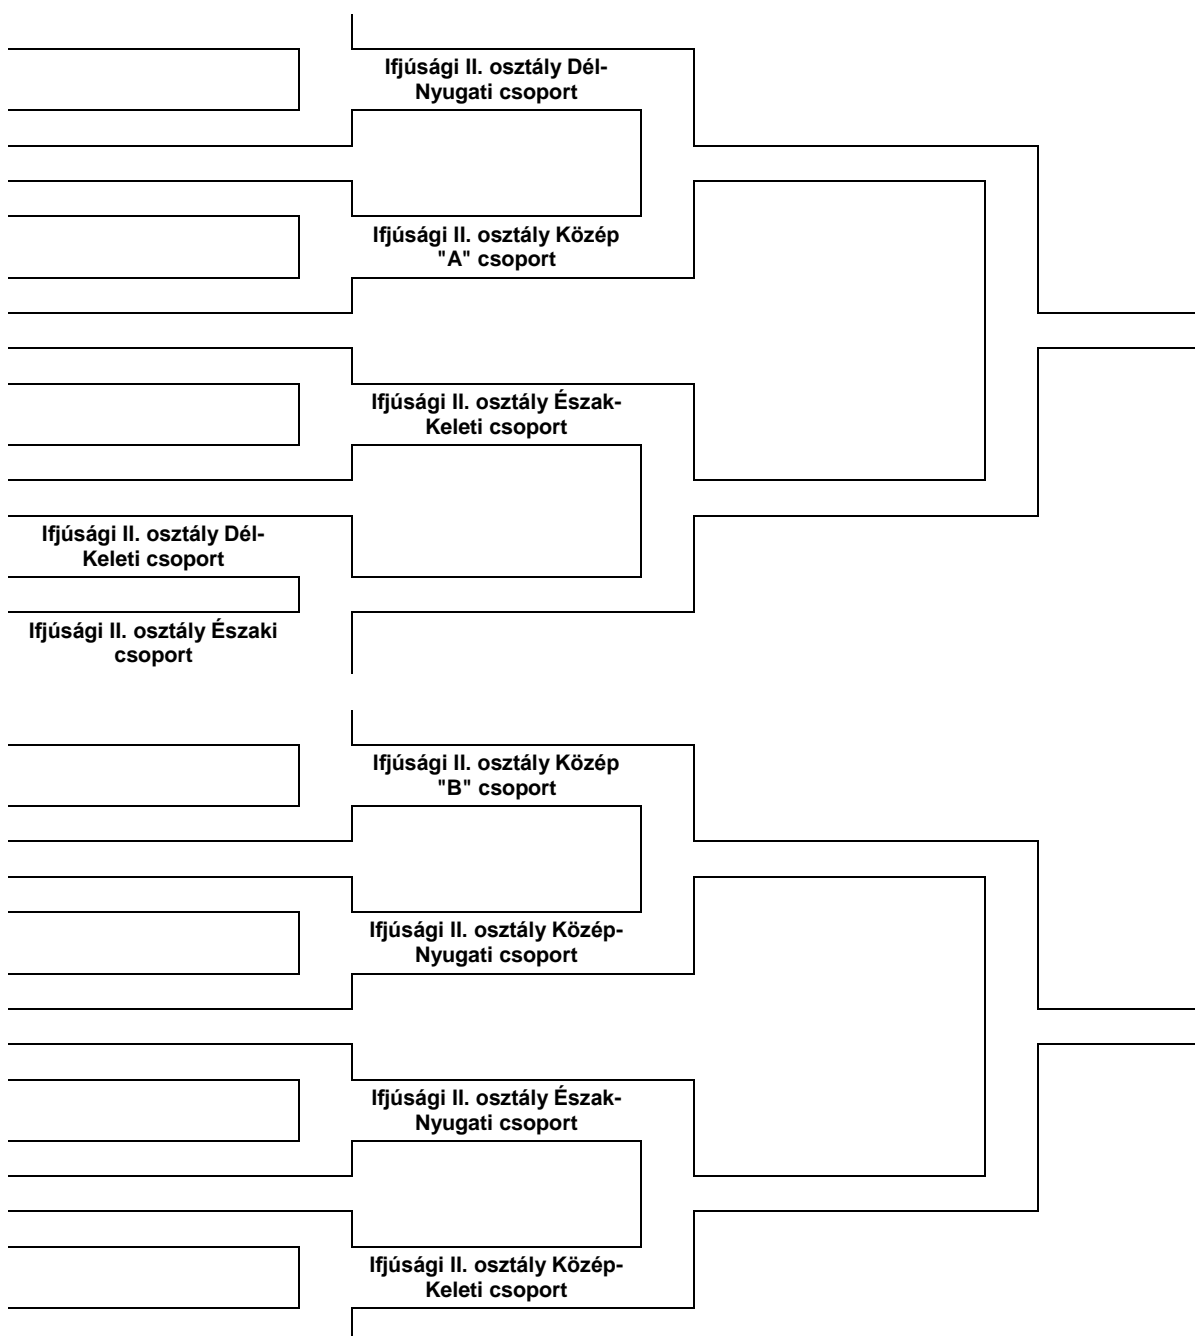 Ifjúsági II. osztály Dél-
Nyugati csoport
Ifjúsági II. osztály Közép
"A" csoport
Ifjúsági II. osztály Észak-
Keleti csoport
Ifjúsági II. osztály Dél-
Keleti csoport
Ifjúsági II. osztály Északi
csoport
Ifjúsági II. osztály Közép
"B" csoport
Ifjúsági II. osztály Közép-
Nyugati csoport
Ifjúsági II. osztály Észak-
Nyugati csoport
Ifjúsági II. osztály Közép-
Keleti csoport